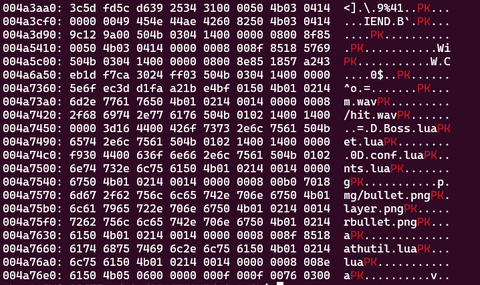 004a3aa0: 3c5d fd5c d639 2534 3100 0050 4b03 0414 <].\.9%41..PK...
004a3cf0: 0000 0049 454e 44ae 4260 8250 4b03 0414 ...IEND.B`.PK...
004a3d90: 9c12 9a00 504b 0304 1400 0000 0800 8f85 ....PK..........
004a5410: 0050 4b03 0414 0000 0008 008f 8518 5769 .PK...........Wi
004a5c00: 504b 0304 1400 0000 0800 8e85 1857 a243 PK...........W.C
004a6a50: eb1d f7ca 3024 ff03 504b 0304 1400 0000 ....0$..PK......
004a7360: 5e6f ec3d d1fa a21b e4bf 0150 4b01 0214 ^o.=.......PK...
004a73a0: 6d2e 7761 7650 4b01 0214 0014 0000 0008 m.wavPK.........
004a7420: 2f68 6974 2e77 6176 504b 0102 1400 1400 /hit.wavPK......
004a7450: 0000 3d16 4400 426f 7373 2e6c 7561 504b ..=.D.Boss.luaPK
004a7490: 6574 2e6c 7561 504b 0102 1400 1400 0000 et.luaPK........
004a74c0: f930 4400 636f 6e66 2e6c 7561 504b 0102 .0D.conf.luaPK..
004a7500: 6e74 732e 6c75 6150 4b01 0214 0014 0000 nts.luaPK.......
004a7540: 6750 4b01 0214 0014 0000 0008 00b0 7018 gPK...........p.
004a7570: 6d67 2f62 756c 6c65 742e 706e 6750 4b01 mg/bullet.pngPK.
004a75b0: 6c61 7965 722e 706e 6750 4b01 0214 0014 layer.pngPK.....
004a75f0: 7262 756c 6c65 742e 706e 6750 4b01 0214 rbullet.pngPK...
004a7630: 6150 4b01 0214 0014 0000 0008 008f 8518 aPK.............
004a7660: 6174 6875 7469 6c2e 6c75 6150 4b01 0214 athutil.luaPK...
004a76a0: 6c75 6150 4b01 0214 0014 0000 0008 008e luaPK...........
004a76e0: 6150 4b05 0600 0000 000f 000f 0076 0300 aPK..........v..